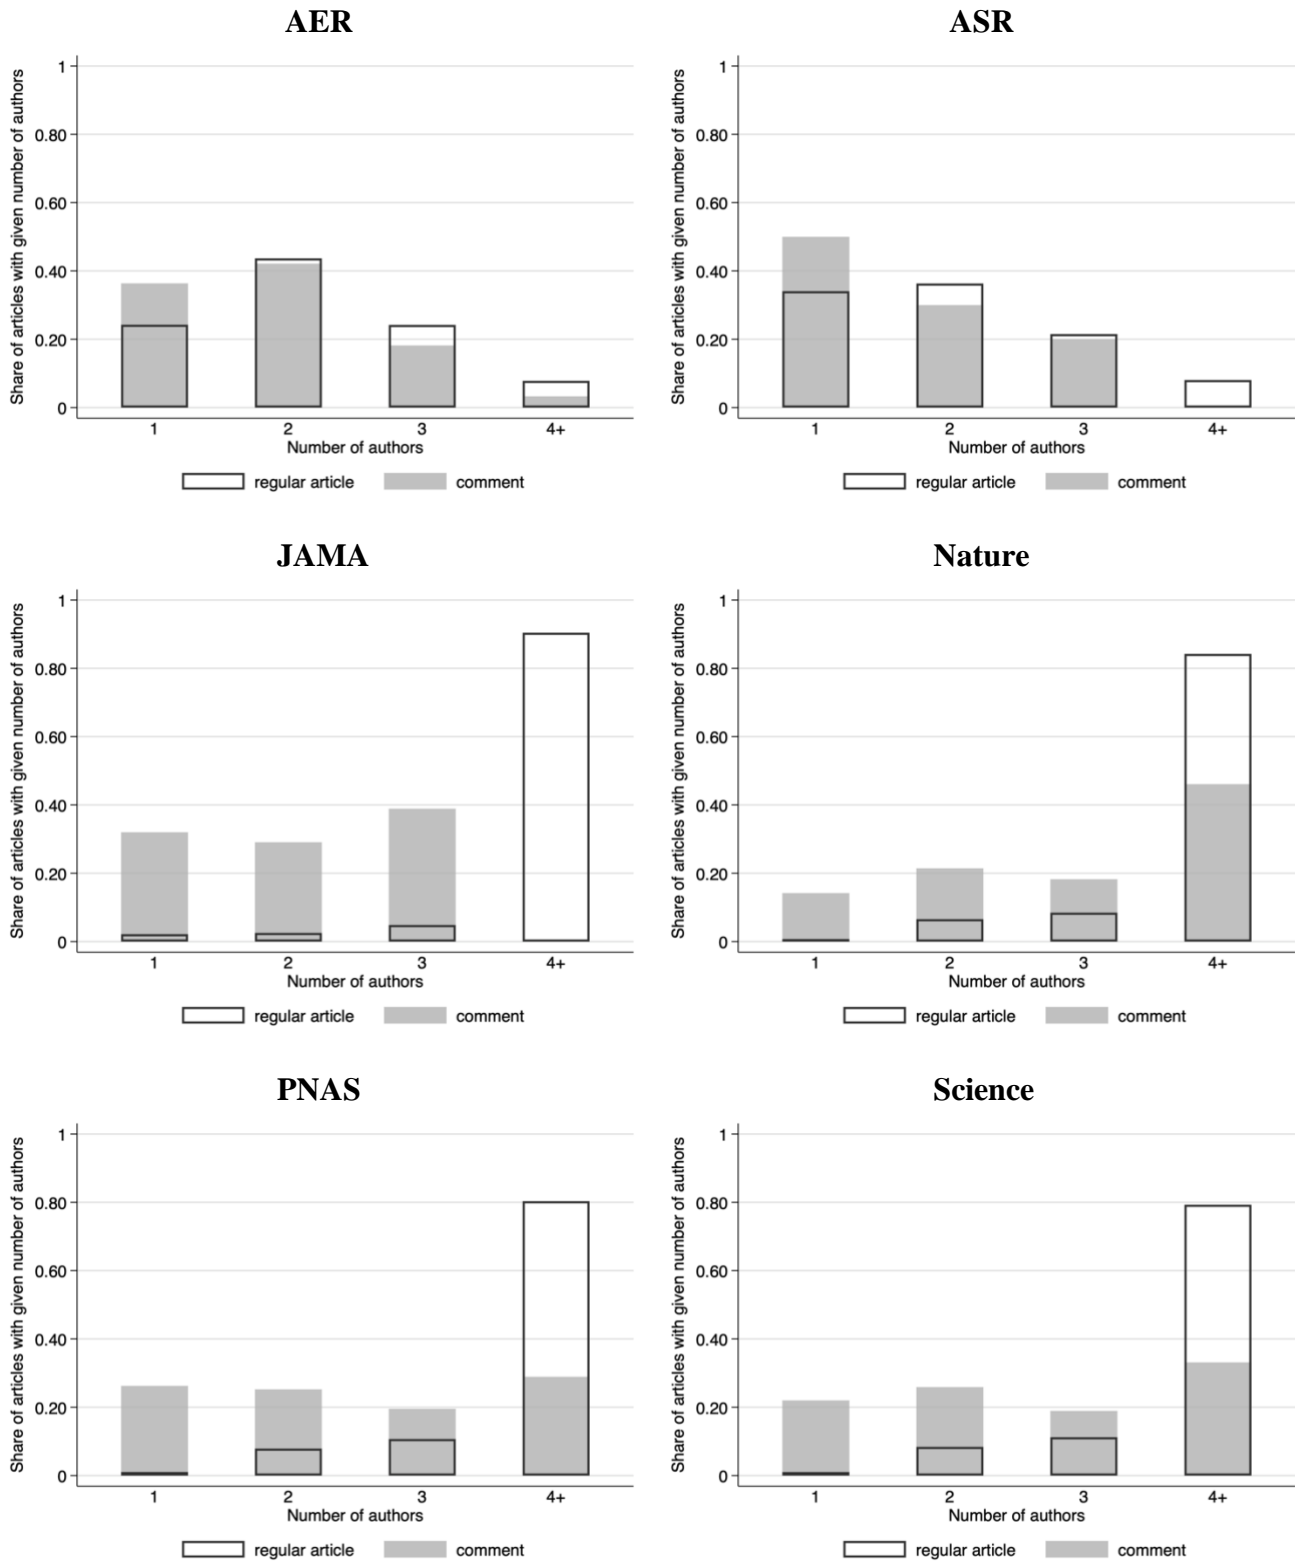 AER
Share of articles with given number of authors
1
0.80
0.60
0.40
0.20
0
1 2 3 4+
Number of authors
regular article comment
ASR
Share of articles with given number of authors
1
0.80
0.60
0.40
0.20
0
1 2 3 4+
Number of authors
regular article comment
JAMA
Share of articles with given number of authors
1
0.80
0.60
0.40
0.20
0
1 2 3 4+
Number of authors
regular article comment
Nature
Share of articles with given number of authors
1
0.80
0.60
0.40
0.20
0
1 2 3 4+
Number of authors
regular article comment
PNAS
Share of articles with given number of authors
1
0.80
0.60
0.40
0.20
0
1 2 3 4+
Number of authors
regular article comment
Science
Share of articles with given number of authors
1
0.80
0.60
0.40
0.20
0
1 2 3 4+
Number of authors
regular article comment